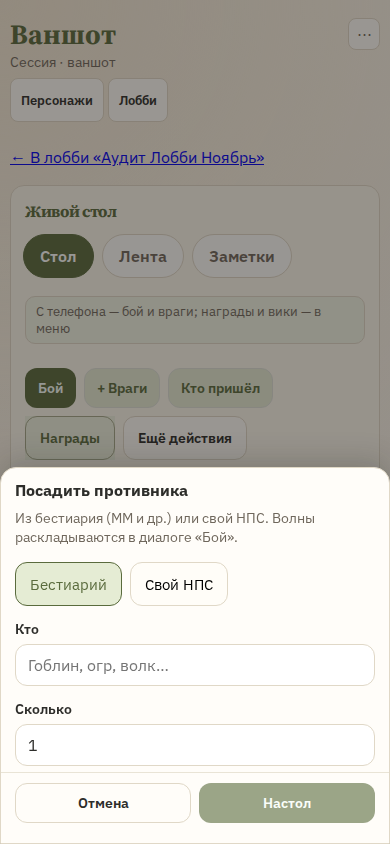 Ваншот
...
Сессия · ваншот
Персонажи
Лобби
← В лобби «Аудит Лобби Ноябрь»
Живой стол
Стол
Лента
Заметки
С телефона — бой и враги; награды и вики — в
меню
Бой
+ Враги
Кто пришёл
Награды
Ещё действия
Посадить противника
Из бестиария (ММ и др.) или свой НПС. Волны
раскладываются в диалоге «Бой».
Бестиарий
Свой НПС
Кто
Гоблин, огр, волк…
Сколько
1
Отмена
Настол